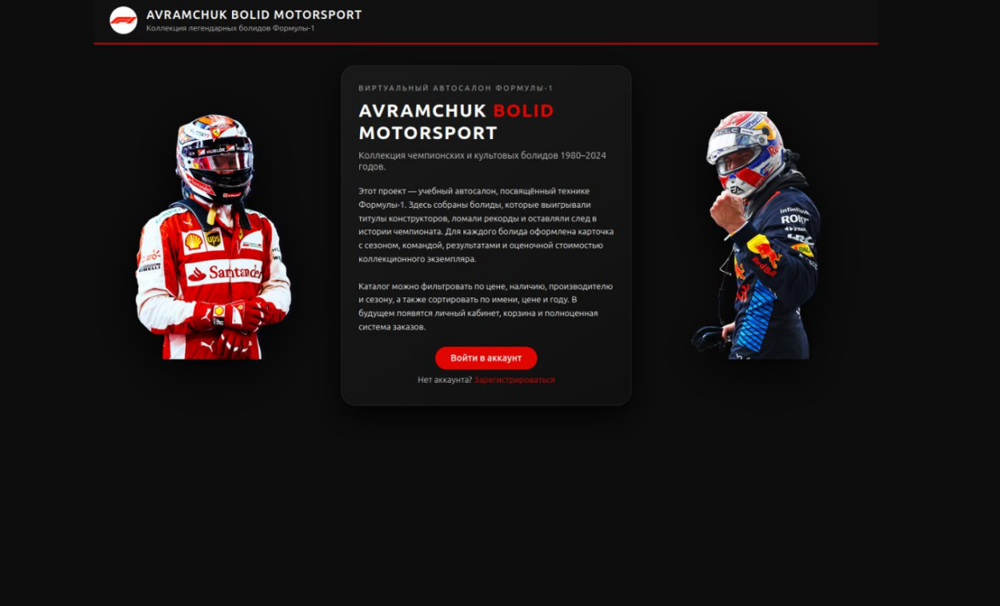 AVRAMCHUK BOLID MOTORSPORT
Коллекция легендарных болидов Формулы-1
ВИРТУАЛЬНЫЙ АВТОСАЛОН ФОРМУЛЫ-1
AVRAMCHUK BOLID
MOTORSPORT
Коллекция чемпионских и культовых болидов 1980–2024
годов.
Этот проект — учебный автосалон, посвящённый технике
Формулы-1. Здесь собраны болиды, которые выигрывали
титулы конструкторов, ломали рекорды и оставляли след в
истории чемпионата. Для каждого болида оформлена карточка
с сезоном, командой, результатами и оценочной стоимостью
коллекционного экземпляра.
Каталог можно фильтровать по цене, наличию, производителю
и сезону, а также сортировать по имени, цене и году. В
будущем появятся личный кабинет, корзина и полноценная
система заказов.
Войти в аккаунт
Нет аккаунта? Зарегистрироваться
HUBLOT
ups
Santander
PIRELLI
Red Bull